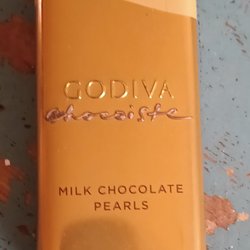 GODIVA
chocoiste
MILK CHOCOLATE
PEARLS